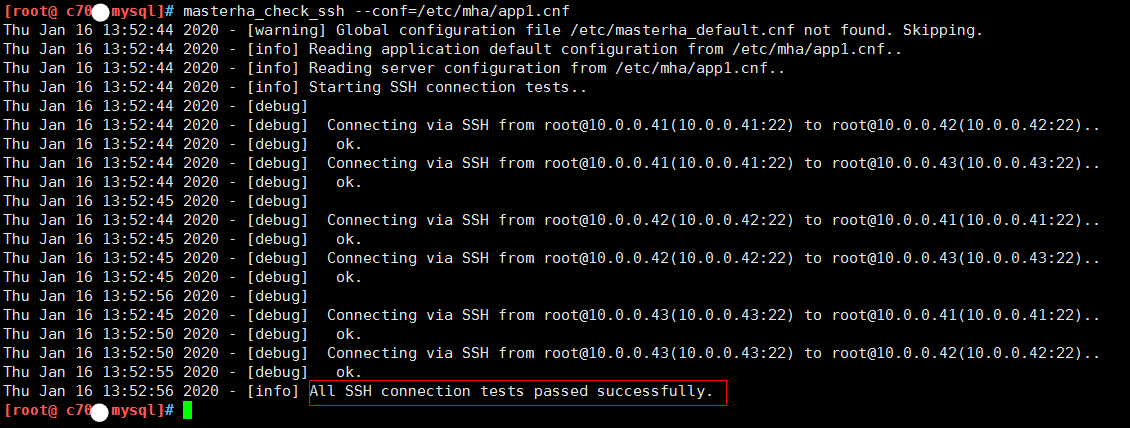 [root@ c70 mysql]# masterha_check_ssh --conf=/etc/mha/app1.cnf
Thu Jan 16 13:52:44 2020 - [warning] Global configuration file /etc/masterha_default.cnf not found. Skipping.
Thu Jan 16 13:52:44 2020 - [info] Reading application default configuration from /etc/mha/app1.cnf..
Thu Jan 16 13:52:44 2020 - [info] Reading server configuration from /etc/mha/app1.cnf..
Thu Jan 16 13:52:44 2020 - [info] Starting SSH connection tests..
Thu Jan 16 13:52:44 2020 - [debug]
Thu Jan 16 13:52:44 2020 - [debug]  Connecting via SSH from root@10.0.0.41(10.0.0.41:22) to root@10.0.0.42(10.0.0.42:22)..
Thu Jan 16 13:52:44 2020 - [debug]   ok.
Thu Jan 16 13:52:44 2020 - [debug]  Connecting via SSH from root@10.0.0.41(10.0.0.41:22) to root@10.0.0.43(10.0.0.43:22)..
Thu Jan 16 13:52:44 2020 - [debug]   ok.
Thu Jan 16 13:52:45 2020 - [debug]
Thu Jan 16 13:52:44 2020 - [debug]  Connecting via SSH from root@10.0.0.42(10.0.0.42:22) to root@10.0.0.41(10.0.0.41:22)..
Thu Jan 16 13:52:45 2020 - [debug]   ok.
Thu Jan 16 13:52:45 2020 - [debug]  Connecting via SSH from root@10.0.0.42(10.0.0.42:22) to root@10.0.0.43(10.0.0.43:22)..
Thu Jan 16 13:52:45 2020 - [debug]   ok.
Thu Jan 16 13:52:56 2020 - [debug]
Thu Jan 16 13:52:45 2020 - [debug]  Connecting via SSH from root@10.0.0.43(10.0.0.43:22) to root@10.0.0.41(10.0.0.41:22)..
Thu Jan 16 13:52:50 2020 - [debug]   ok.
Thu Jan 16 13:52:50 2020 - [debug]  Connecting via SSH from root@10.0.0.43(10.0.0.43:22) to root@10.0.0.42(10.0.0.42:22)..
Thu Jan 16 13:52:55 2020 - [debug]   ok.
Thu Jan 16 13:52:56 2020 - [info] All SSH connection tests passed successfully.
[root@ c70 mysql]#